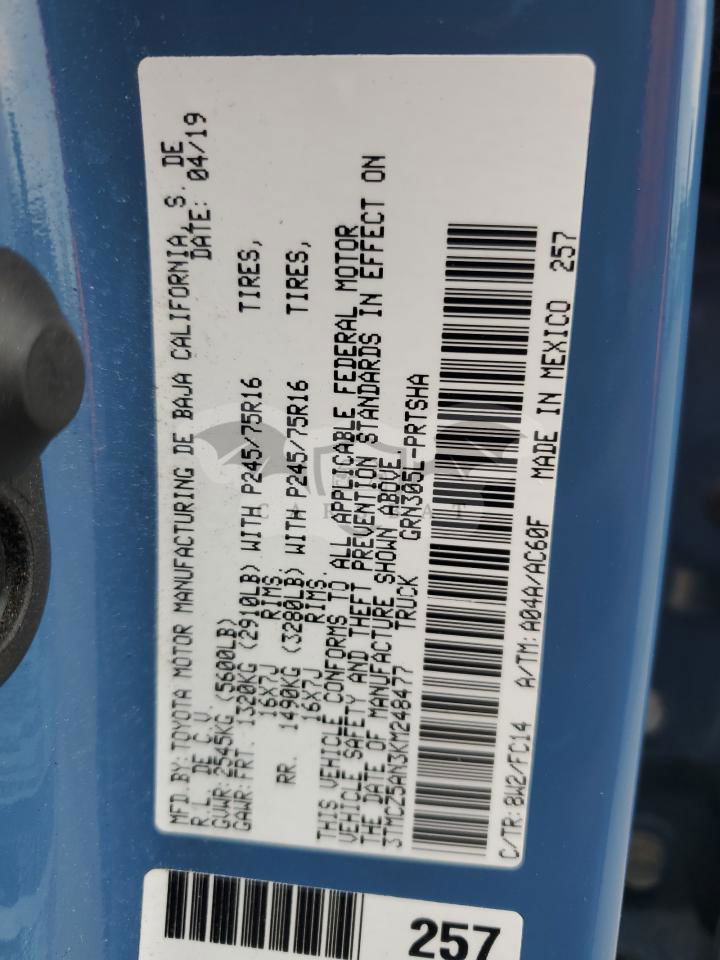 MFD.BY: TOYOTA MOTOR MANUFACTURING DE BAJA CALIFORNIA, S. DE
R.L. DE C.V. DATE: 04/19
GVWR: 2545KG (5600LB)
GAWR: FRT. 1320KG (2910LB) WITH P245/75R16 TIRES,
16X7J RIMS,
RR. 1490KG (3280LB) WITH P245/75R16 TIRES,
16X7J RIMS.
THIS VEHICLE CONFORMS TO ALL APPLICABLE FEDERAL MOTOR
VEHICLE SAFETY AND THEFT PREVENTION STANDARDS IN EFFECT ON
THE DATE OF MANUFACTURE SHOWN ABOVE.
3TMCZ5AN3KM248477 TRUCK GRN305L-PRTSHA
C/TR: 8W2/FC14 A/TM: A04A/AC60F MADE IN MEXICO 257
257